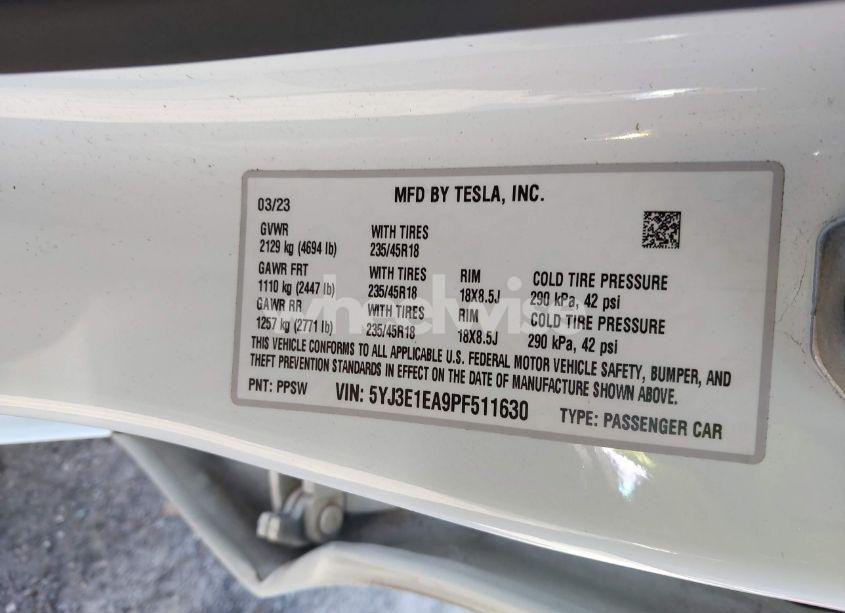 MFD BY TESLA, INC.
03/23
GVWR WITH TIRES
2129 kg (4694 lb) 235/45R18
GAWR FRT WITH TIRES RIM COLD TIRE PRESSURE
1110 kg (2447 lb) 235/45R18 18X8.5J 290 kPa, 42 psi
GAWR RR WITH TIRES RIM COLD TIRE PRESSURE
1257 kg (2771 lb) 235/45R18 18X8.5J 290 kPa, 42 psi
THIS VEHICLE CONFORMS TO ALL APPLICABLE U.S. FEDERAL MOTOR VEHICLE SAFETY, BUMPER, AND
THEFT PREVENTION STANDARDS IN EFFECT ON THE DATE OF MANUFACTURE SHOWN ABOVE.
PNT: PPSW VIN: 5YJ3E1EA9PF511630 TYPE: PASSENGER CAR
wheelwise